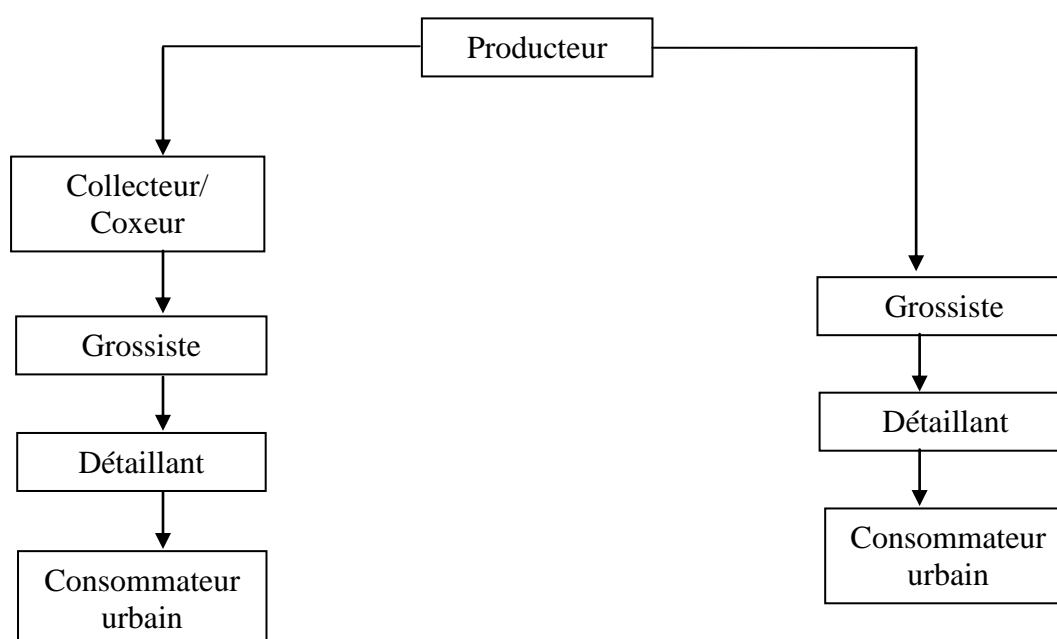 Producteur
Collecteur/
Coxeur
Grossiste
Détaillant
Consommateur
urbain
Grossiste
Détaillant
Consommateur
urbain